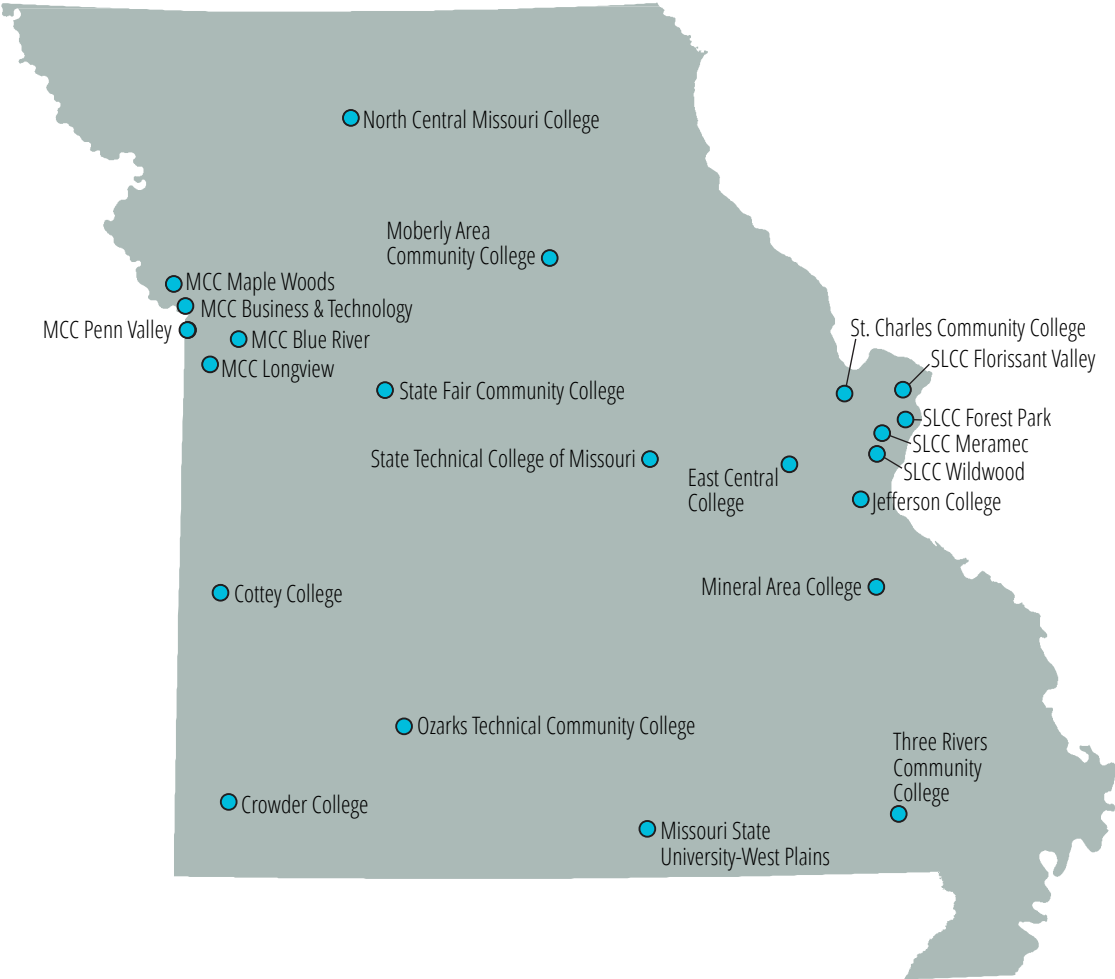 North Central Missouri College
Moberly Area
Community College
MCC Maple Woods
MCC Business & Technology
MCC Penn Valley
MCC Blue River
MCC Longview
St. Charles Community College
SLCC Florissant Valley
State Fair Community College
SLCC Forest Park
SLCC Meramec
State Technical College of Missouri
SLCC Wildwood
East Central
College
Jefferson College
Cottey College
Mineral Area College
Ozarks Technical Community College
Three Rivers
Community
College
Crowder College
Missouri State
University-West Plains